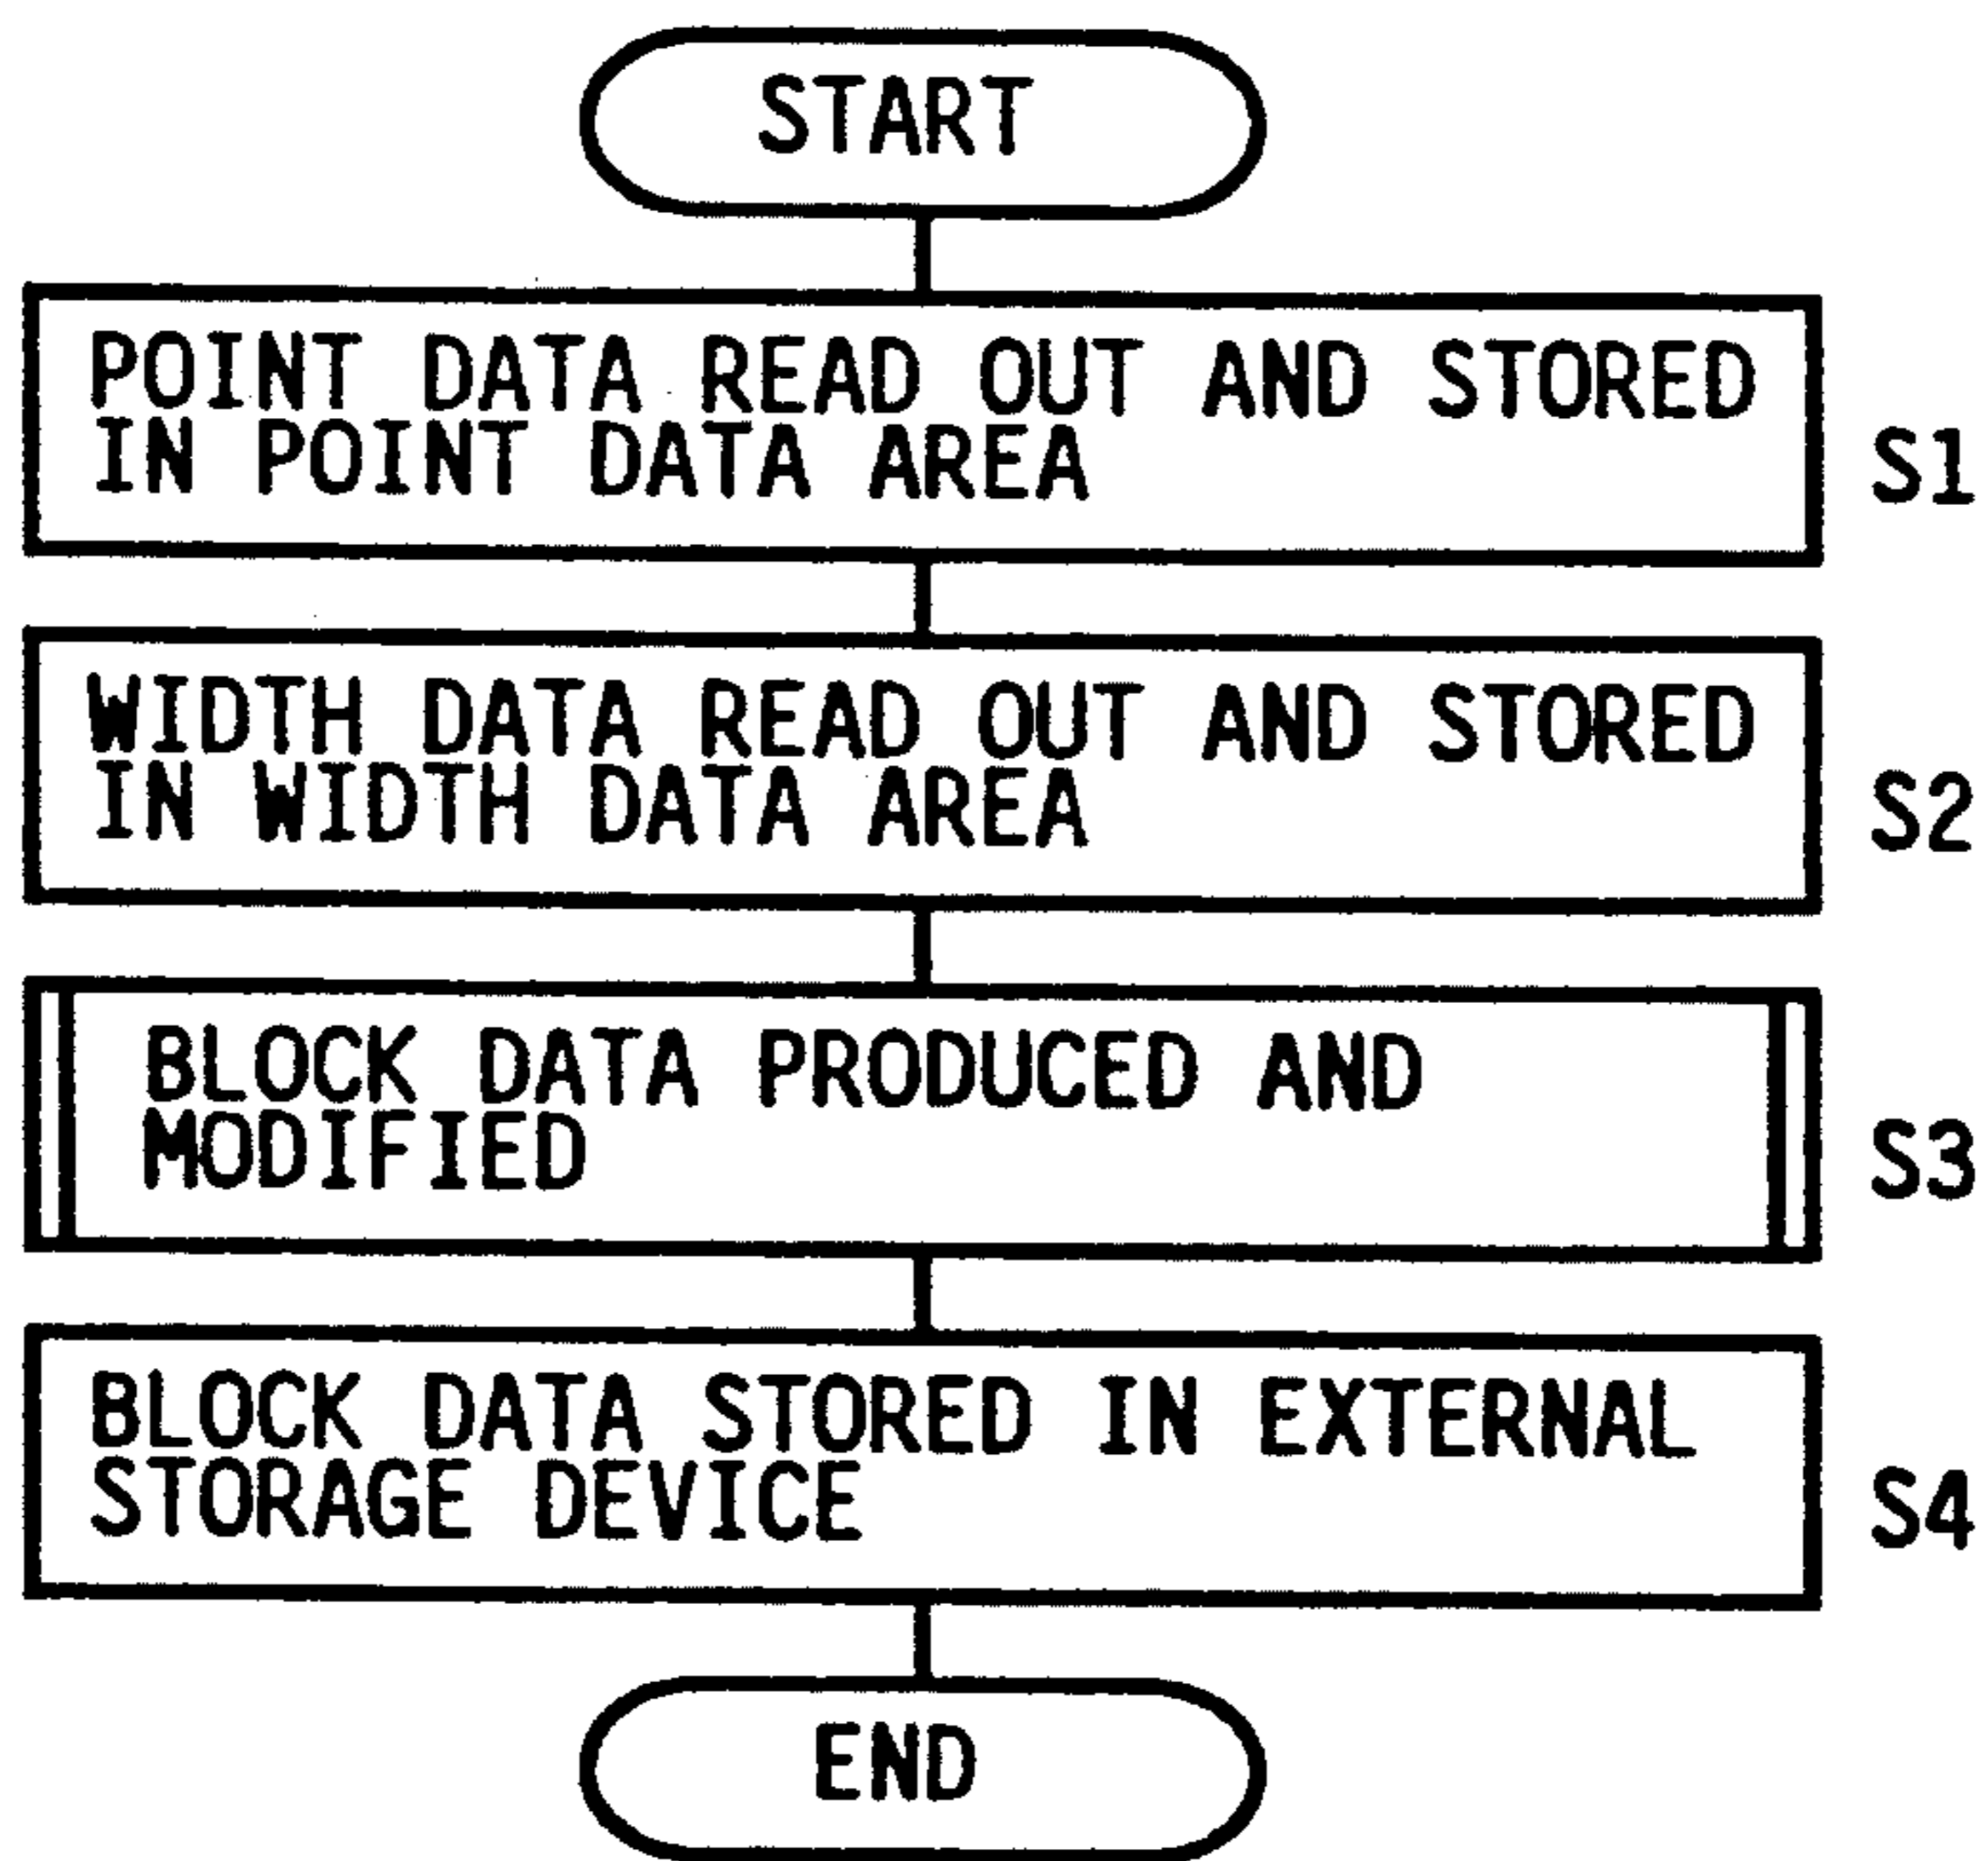 START
POINT DATA READ OUT AND STORED
IN POINT DATA AREA
S1
WIDTH DATA READ OUT AND STORED
IN WIDTH DATA AREA
S2
BLOCK DATA PRODUCED AND
MODIFIED
S3
BLOCK DATA STORED IN EXTERNAL
STORAGE DEVICE
S4
END